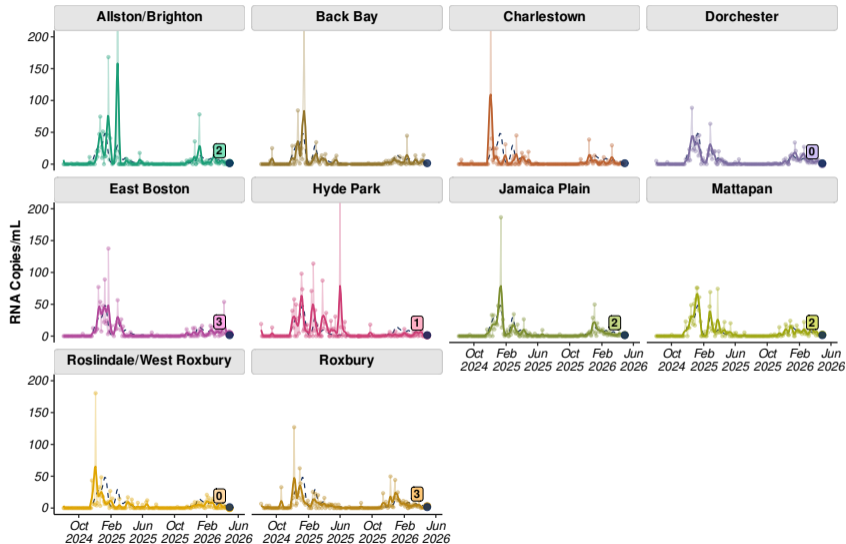 Allston/Brighton Back Bay Charlestown Dorchester
200
150
100
50
0
2
0
East Boston Hyde Park Jamaica Plain Mattapan
200
150
100
50
0
3
1
2
2
RNA Copies/mL
Oct 2024 Feb 2025 Jun 2025 Oct 2025 Feb 2026 Jun 2026
Oct 2024 Feb 2025 Jun 2025 Oct 2025 Feb 2026 Jun 2026
Roslindale/West Roxbury Roxbury
200
150
100
50
0
0
3
Oct 2024 Feb 2025 Jun 2025 Oct 2025 Feb 2026 Jun 2026
Oct 2024 Feb 2025 Jun 2025 Oct 2025 Feb 2026 Jun 2026